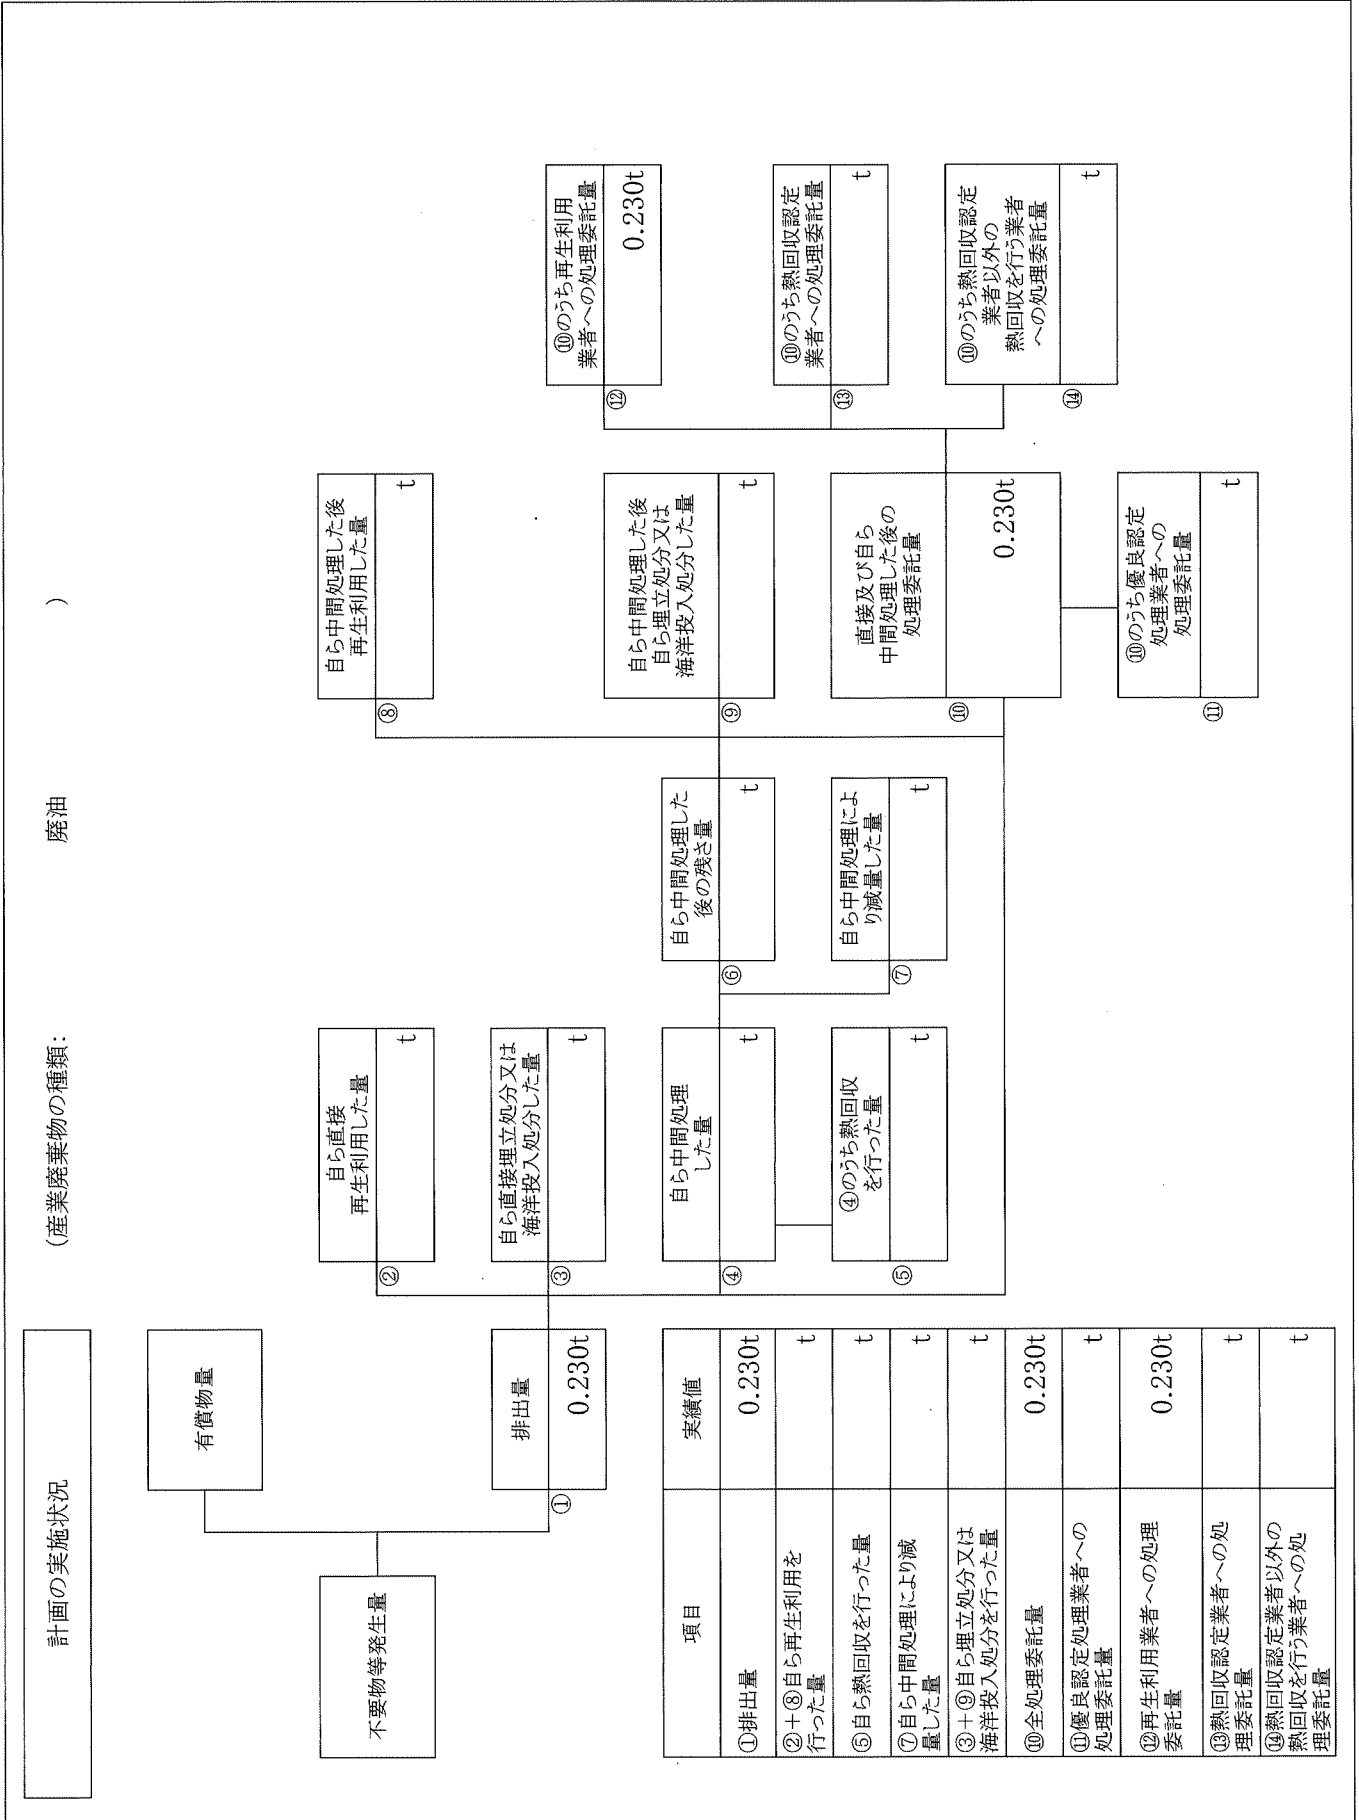 計画の実施状況
(産業廃棄物の種類: 廃油 )
有償物量
不要物等発生量
排出量
① 0.230t
自ら直接
再生利用した量
② t
自ら直接埋立処分又は
海洋投入処分した量
③ t
自ら中間処理
した量
④ t
④のうち熱回収
を行った量
⑤ t
自ら中間処理した
後の残さ量
⑥ t
自ら中間処理によ
り減量した量
⑦ t
自ら中間処理した後
再生利用した量
⑧ t
自ら中間処理した後
自ら埋立処分又は
海洋投入処分した量
⑨ t
直接及び自ら
中間処理した後の
処理委託量
⑩ 0.230t
⑩のうち優良認定
処理業者への
処理委託量
⑪ t
⑩のうち再生利用
業者への処理委託量
⑫ 0.230t
⑩のうち熱回収認定
業者への処理委託量
⑬ t
⑩のうち熱回収認定
業者以外の
熱回収を行う業者
への処理委託量
⑭ t
項目 実績値
①排出量 0.230t
②+⑧自ら再生利用を
行った量 t
⑤自ら熱回収を行った量 t
⑦自ら中間処理により減
量した量 t
③+⑨自ら埋立処分又は
海洋投入処分を行った量 t
⑩全処理委託量 0.230t
⑪優良認定処理業者への
処理委託量 t
⑫再生利用業者への処理
委託量 0.230t
⑬熱回収認定業者への処
理委託量 t
⑭熱回収認定業者以外の
熱回収を行う業者への処
理委託量 t